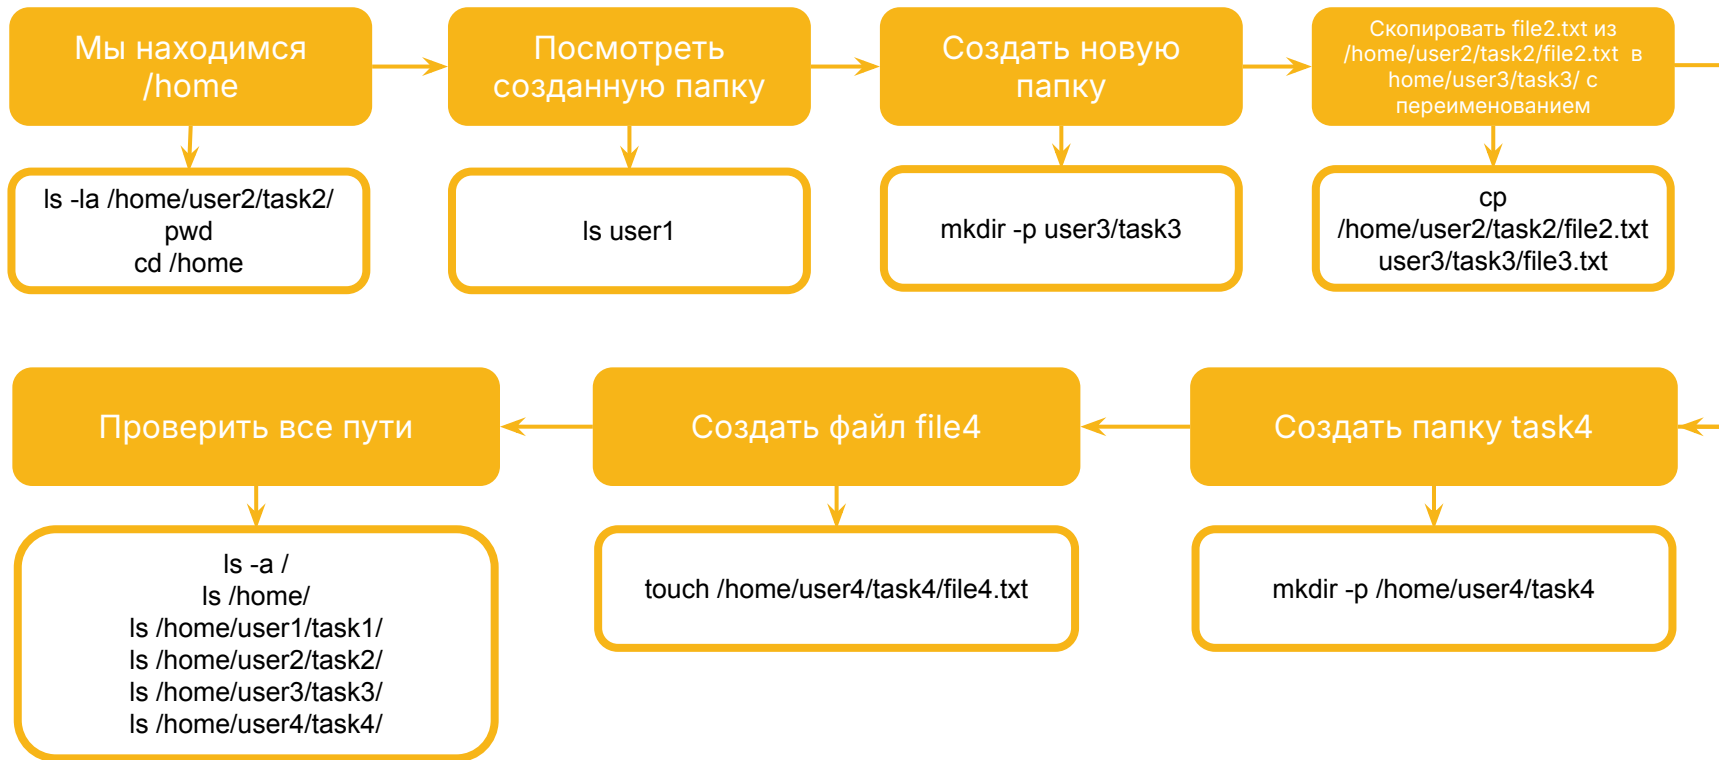 Мы находимся
/home
Посмотреть
созданную папку
Создать новую
папку
Скопировать file2.txt из
/home/user2/task2/file2.txt в
home/user3/task3/ с
переименованием
ls -la /home/user2/task2/
pwd
cd /home
ls user1
mkdir -p user3/task3
cp
/home/user2/task2/file2.txt
user3/task3/file3.txt
Проверить все пути
Создать файл file4
Создать папку task4
ls -a /
ls /home/
ls /home/user1/task1/
ls /home/user2/task2/
ls /home/user3/task3/
ls /home/user4/task4/
touch /home/user4/task4/file4.txt
mkdir -p /home/user4/task4